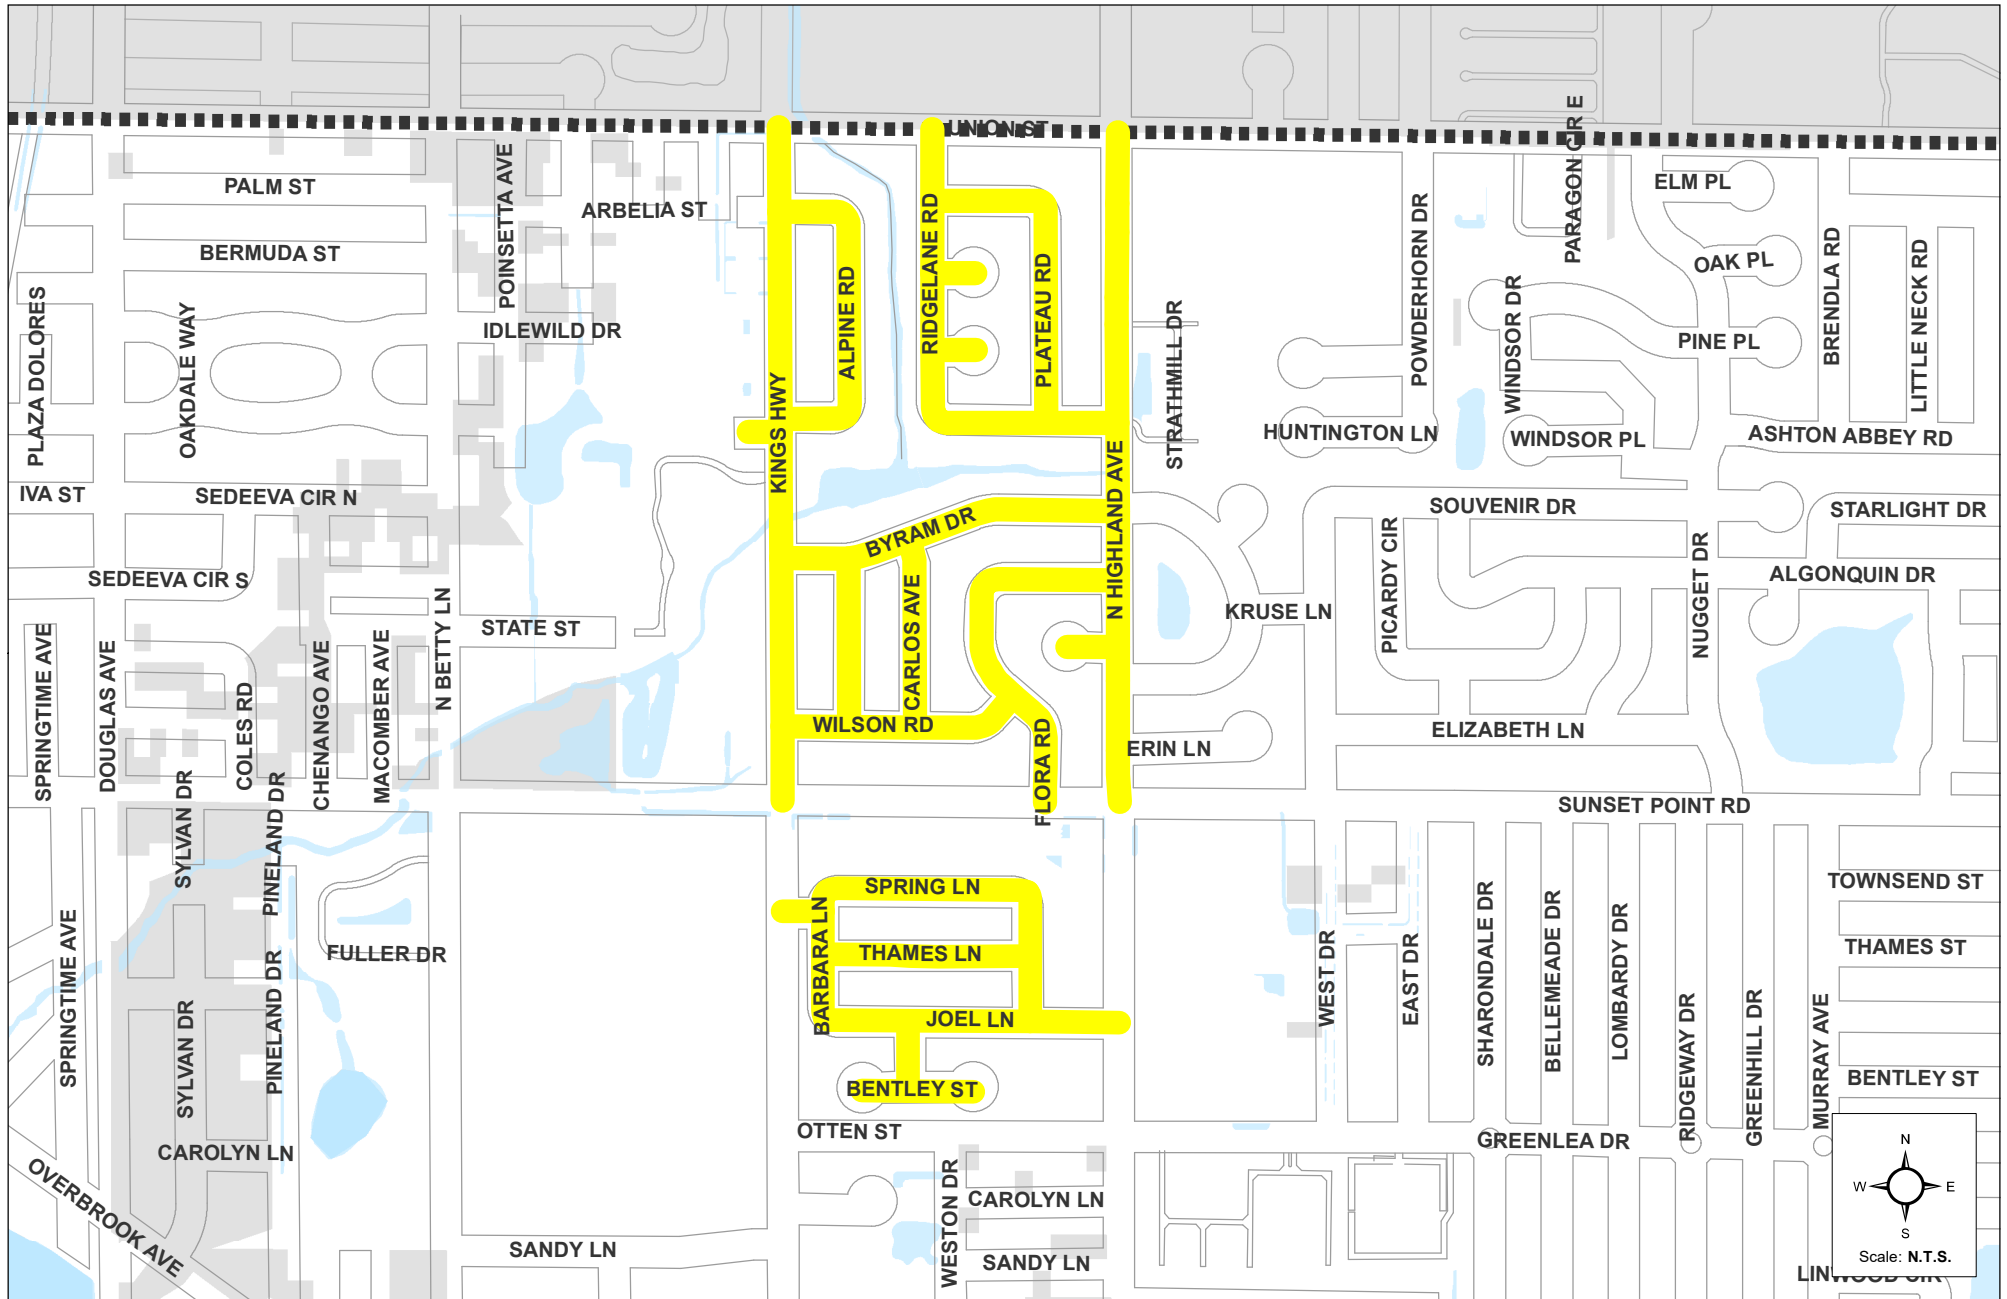 UNION ST
PARAGON CIR E
PALM ST
POINSETTA AVE
ARBELIA ST
RIDGELANE RD
ELM PL
BERMUDA ST
POWDERHORN DR
OAK PL
BRENDLA RD
LITTLE NECK RD
PLAZA DOLORES
OAKDALE WAY
IDLEWILD DR
ALPINE RD
PLATEAU RD
STRATHMILL DR
WINDSOR DR
PINE PL
KINGS HWY
HUNTINGTON LN
WINDSOR PL
ASHTON ABBEY RD
IVA ST
SEDEEVA CIR N
N HIGHLAND AVE
SOUVENIR DR
STARLIGHT DR
BYRAM DR
SEDEEVA CIR S
CARLOS AVE
PICARDY CIR
NUGGET DR
ALGONQUIN DR
N BETTY LN
STATE ST
KRUSE LN
SPRINGTIME AVE
DOUGLAS AVE
COLES RD
CHENANGO AVE
MACOMBER AVE
WILSON RD
FLORA RD
ERIN LN
ELIZABETH LN
SYLVAN DR
PINELAND DR
SUNSET POINT RD
SPRING LN
TOWNSEND ST
SPRINGTIME AVE
FULLER DR
BARBARA LN
THAMES LN
WEST DR
EAST DR
SHARONDALE DR
BELLEMEADE DR
LOMBARDY DR
THAMES ST
SYLVAN DR
PINELAND DR
JOEL LN
RIDGEWAY DR
GREENHILL DR
MURRAY AVE
BENTLEY ST
BENTLEY ST
OTTEN ST
GREENLEA DR
CAROLYN LN
OVERBROOK AVE
WESTON DR
CAROLYN LN
SANDY LN
SANDY LN
N
W
E
S
Scale: N.T.S.
LINWOOD CIR